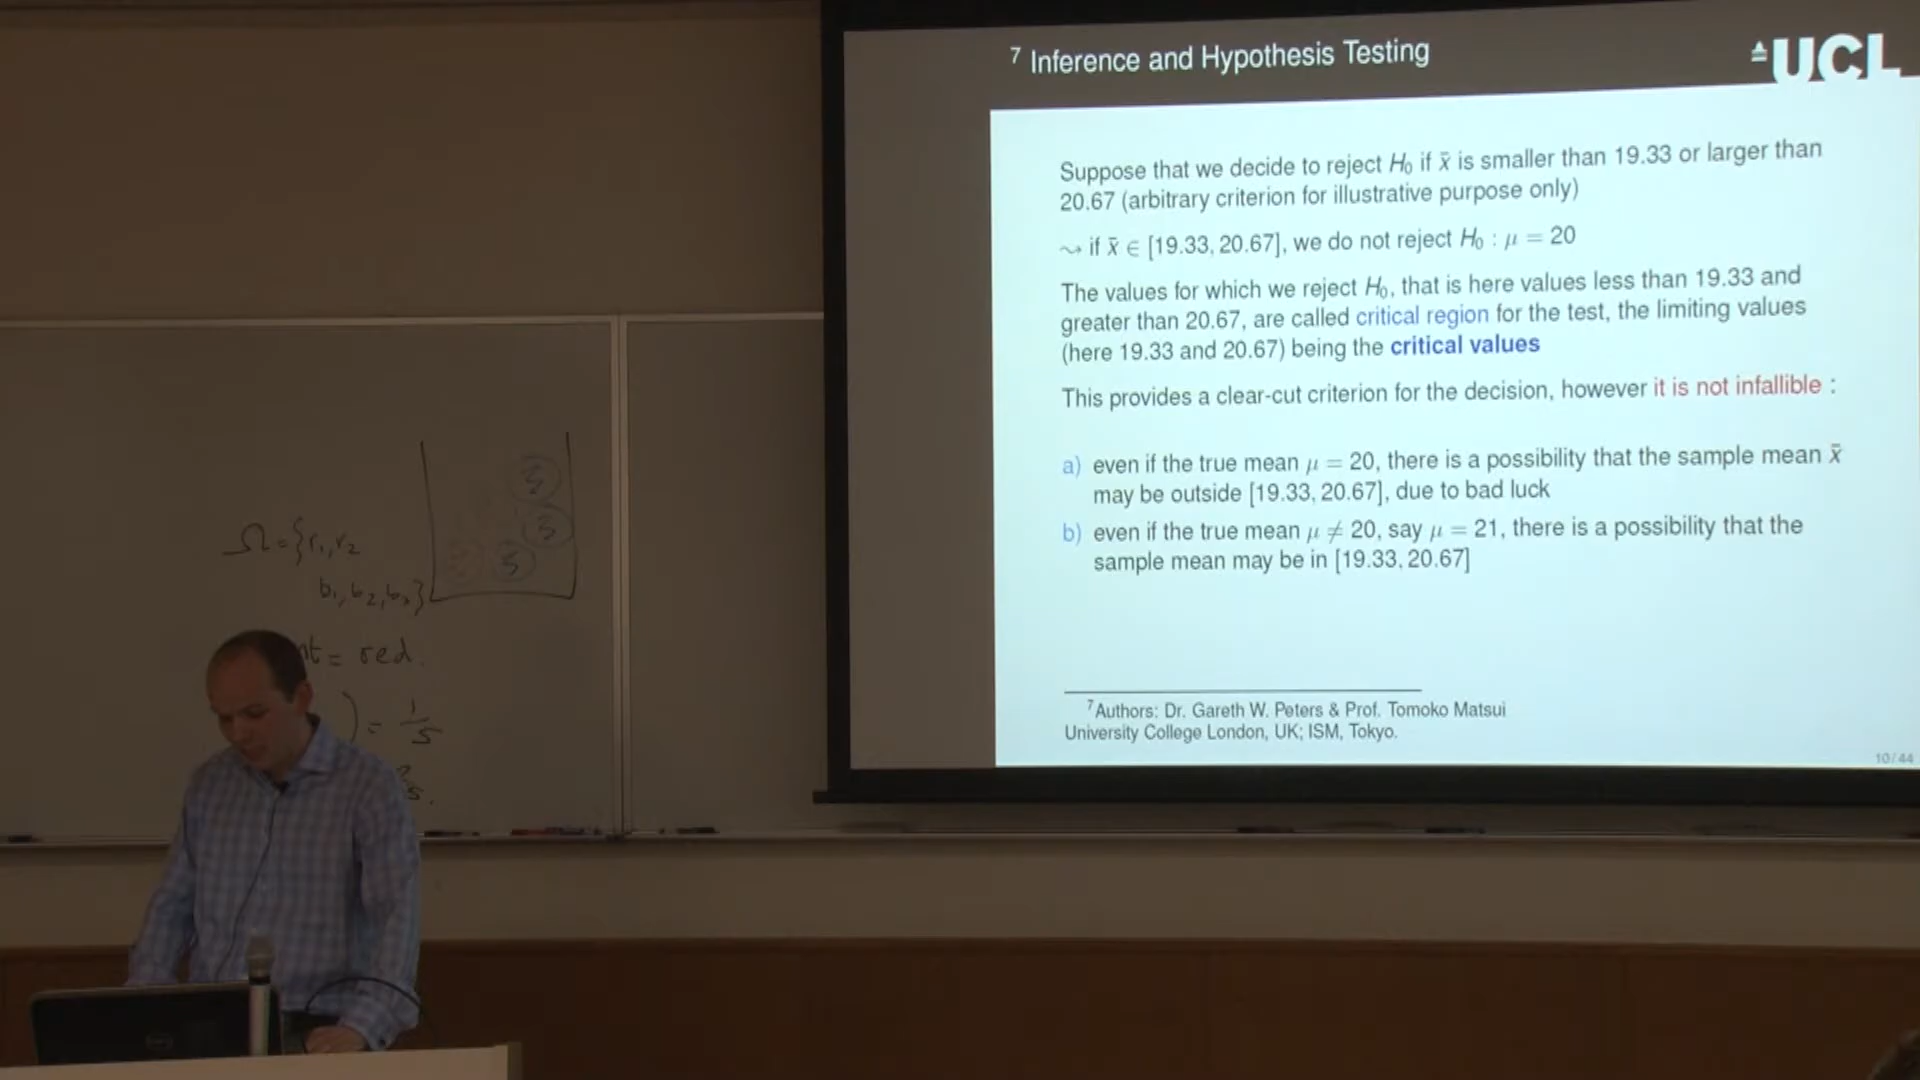 ⁷ Inference and Hypothesis Testing
UCL
Suppose that we decide to reject H₀ if x̄ is smaller than 19.33 or larger than
20.67 (arbitrary criterion for illustrative purpose only)
⇝ if x̄ ∈ [19.33, 20.67], we do not reject H₀ : μ = 20
The values for which we reject H₀, that is here values less than 19.33 and
greater than 20.67, are called critical region for the test, the limiting values
(here 19.33 and 20.67) being the critical values
This provides a clear-cut criterion for the decision, however it is not infallible :
a) even if the true mean μ = 20, there is a possibility that the sample mean x̄
may be outside [19.33, 20.67], due to bad luck
b) even if the true mean μ ≠ 20, say μ = 21, there is a possibility that the
sample mean may be in [19.33, 20.67]
⁷Authors: Dr. Gareth W. Peters & Prof. Tomoko Matsui
University College London, UK; ISM, Tokyo.
10/44
Ω = {r₁, r₂
b₁, b₂, b₃}
= red.
) = 1/5